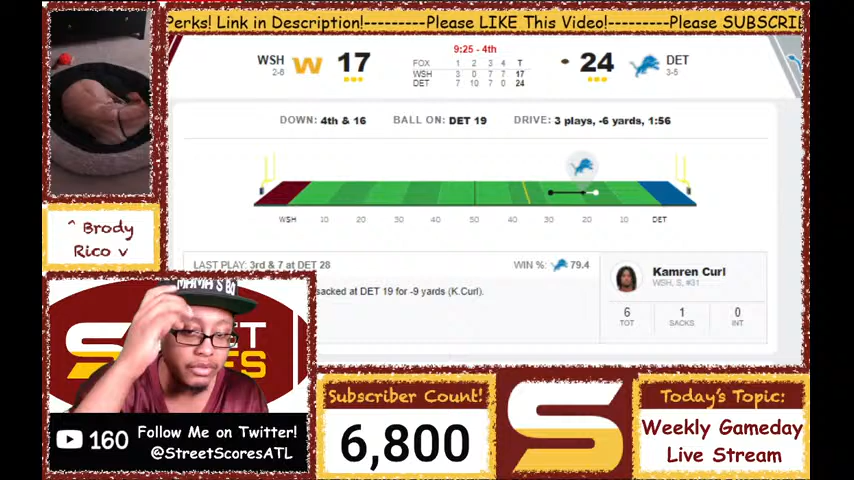 Perks! Link in Description!--------Please LIKE This Video!--------Please SUBSCRI
WSH
2-6
W
17
9:25 - 4th
FOX 1 2 3 4 T
WSH 3 0 7 7 17
DET 7 10 7 0 24
24
DET
3-5
DOWN: 4th & 16 BALL ON: DET 19 DRIVE: 3 plays, -6 yards, 1:56
WSH 10 20 30 40 50 40 30 20 10 DET
^ Brody
Rico v
LAST PLAY: 3rd & 7 at DET 28
WIN %: 79.4
sacked at DET 19 for -9 yards (K.Curl).
Kamren Curl
WSH, S, #31
6 1 0
TOT SACKS INT
MAMA'S BO
160
Follow Me on Twitter!
@StreetScoresATL
Subscriber Count!
6,800
S
Today's Topic:
Weekly Gameday
Live Stream